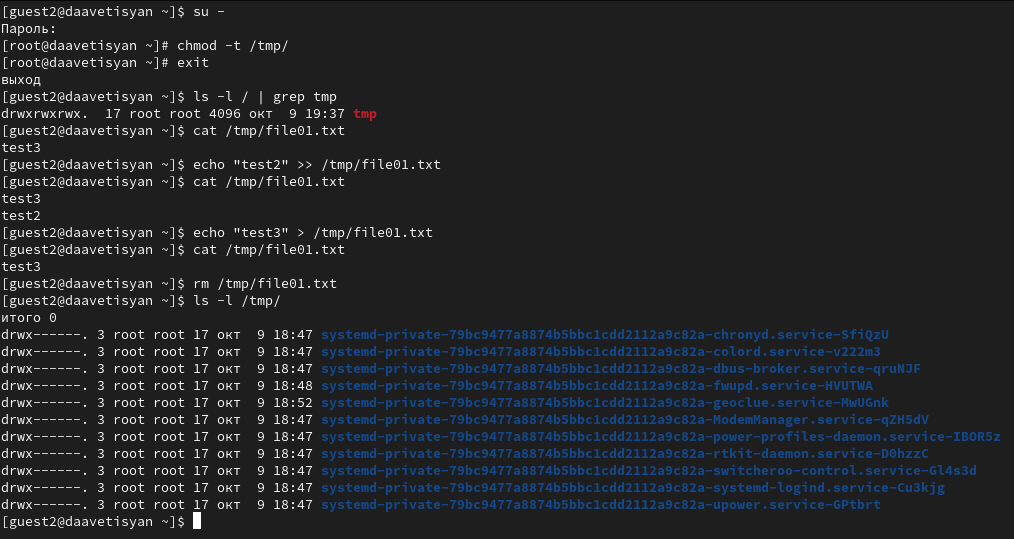 [guest2@daavetisyan ~]$ su -
Пароль:
[root@daavetisyan ~]# chmod -t /tmp/
[root@daavetisyan ~]# exit
выход
[guest2@daavetisyan ~]$ ls -l / | grep tmp
drwxrwxrwx.  17 root root 4096 окт  9 19:37 tmp
[guest2@daavetisyan ~]$ cat /tmp/file01.txt
test3
[guest2@daavetisyan ~]$ echo "test2" >> /tmp/file01.txt
[guest2@daavetisyan ~]$ cat /tmp/file01.txt
test3
test2
[guest2@daavetisyan ~]$ echo "test3" > /tmp/file01.txt
[guest2@daavetisyan ~]$ cat /tmp/file01.txt
test3
[guest2@daavetisyan ~]$ rm /tmp/file01.txt
[guest2@daavetisyan ~]$ ls -l /tmp/
итого 0
drwx------. 3 root root 17 окт  9 18:47 systemd-private-79bc9477a8874b5bbc1cdd2112a9c82a-chronyd.service-SfiQzU
drwx------. 3 root root 17 окт  9 18:47 systemd-private-79bc9477a8874b5bbc1cdd2112a9c82a-colord.service-v222m3
drwx------. 3 root root 17 окт  9 18:47 systemd-private-79bc9477a8874b5bbc1cdd2112a9c82a-dbus-broker.service-qruNJF
drwx------. 3 root root 17 окт  9 18:48 systemd-private-79bc9477a8874b5bbc1cdd2112a9c82a-fwupd.service-HVUTWA
drwx------. 3 root root 17 окт  9 18:52 systemd-private-79bc9477a8874b5bbc1cdd2112a9c82a-geoclue.service-MwUGnk
drwx------. 3 root root 17 окт  9 18:47 systemd-private-79bc9477a8874b5bbc1cdd2112a9c82a-ModemManager.service-qZH5dV
drwx------. 3 root root 17 окт  9 18:47 systemd-private-79bc9477a8874b5bbc1cdd2112a9c82a-power-profiles-daemon.service-IBOR5z
drwx------. 3 root root 17 окт  9 18:47 systemd-private-79bc9477a8874b5bbc1cdd2112a9c82a-rtkit-daemon.service-D0hzzC
drwx------. 3 root root 17 окт  9 18:47 systemd-private-79bc9477a8874b5bbc1cdd2112a9c82a-switcheroo-control.service-Gl4s3d
drwx------. 3 root root 17 окт  9 18:47 systemd-private-79bc9477a8874b5bbc1cdd2112a9c82a-systemd-logind.service-Cu3kjg
drwx------. 3 root root 17 окт  9 18:47 systemd-private-79bc9477a8874b5bbc1cdd2112a9c82a-upower.service-GPtbrt
[guest2@daavetisyan ~]$